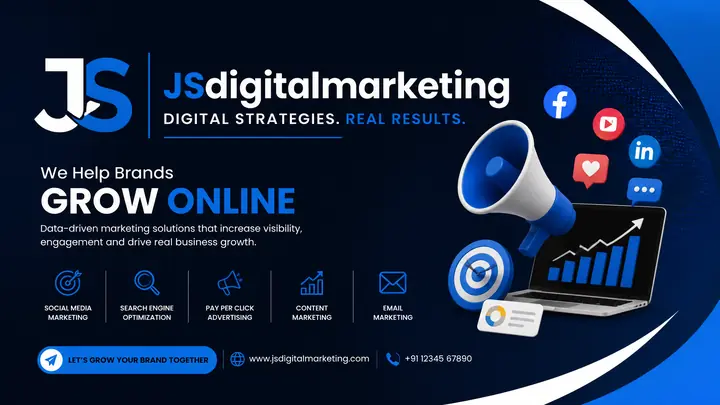 JS
JSdigitalmarketing
DIGITAL STRATEGIES. REAL RESULTS.
We Help Brands
GROW ONLINE
Data-driven marketing solutions that increase visibility,
engagement and drive real business growth.
SOCIAL MEDIA
MARKETING
SEARCH ENGINE
OPTIMIZATION
PAY PER CLICK
ADVERTISING
CONTENT
MARKETING
EMAIL
MARKETING
LET'S GROW YOUR BRAND TOGETHER
www.jsdigitalmarketing.com
+91 12345 67890
f
in